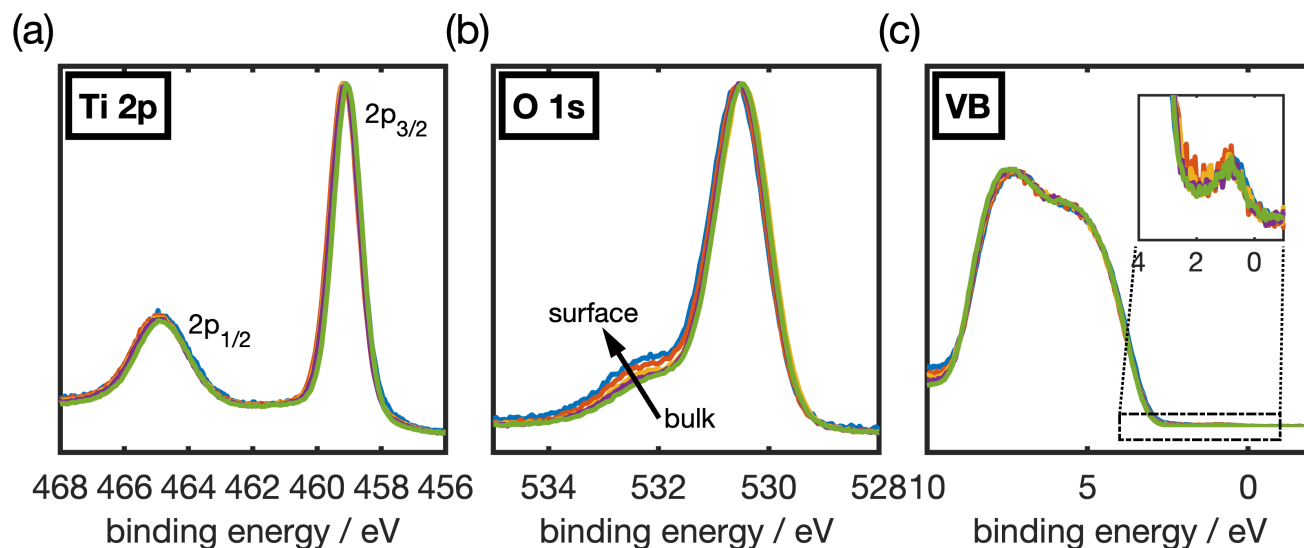 (a)
(b)
(c)
Ti 2p
2p3/2
2p1/2
468 466 464 462 460 458 456
binding energy / eV
O 1s
surface
bulk
534 532 530 528
binding energy / eV
VB
4 2 0
10 5 0
binding energy / eV